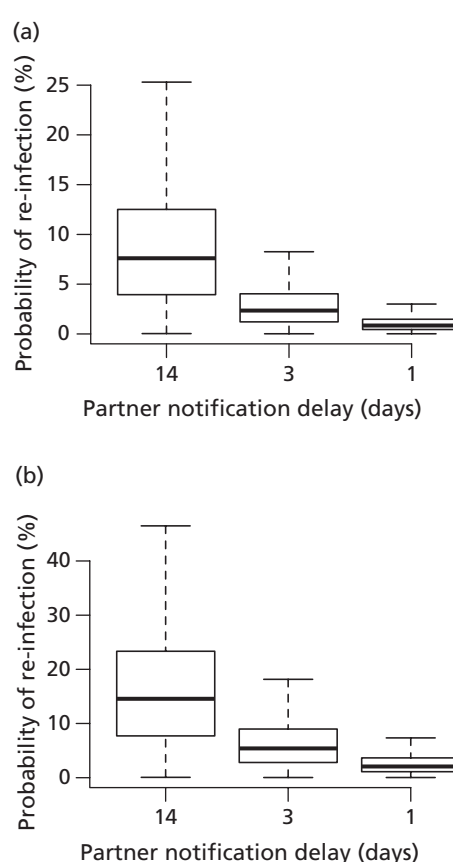 (a)
Probability of re-infection (%)
25
20
15
10
5
0
14 3 1
Partner notification delay (days)
(b)
Probability of re-infection (%)
40
30
20
10
0
14 3 1
Partner notification delay (days)